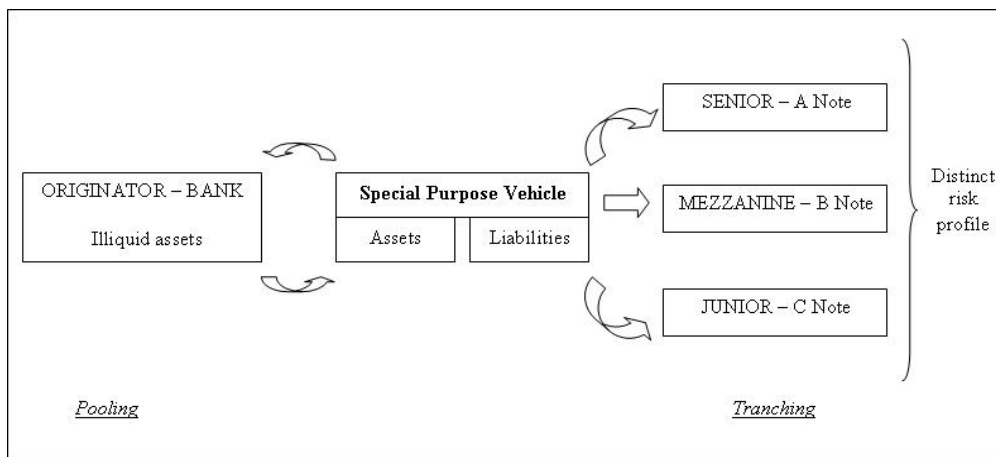 ORIGINATOR – BANK
Illiquid assets
Special Purpose Vehicle
Assets
Liabilities
SENIOR – A Note
MEZZANINE – B Note
JUNIOR – C Note
Distinct
risk
profile
Pooling
Tranching